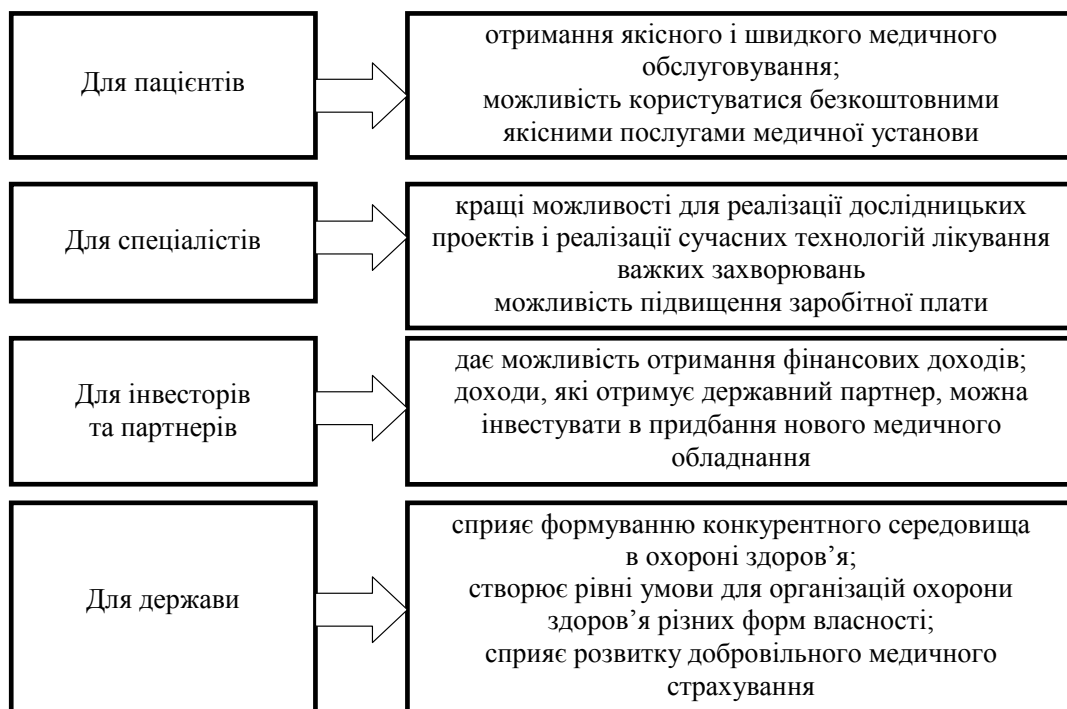 Для пацієнтів
отримання якісного і швидкого медичного
обслуговування;
можливість користуватися безкоштовними
якісними послугами медичної установи
Для спеціалістів
кращі можливості для реалізації дослідницьких
проектів і реалізації сучасних технологій лікування
важких захворювань
можливість підвищення заробітної плати
Для інвесторів
та партнерів
дає можливість отримання фінансових доходів;
доходи, які отримує державний партнер, можна
інвестувати в придбання нового медичного
обладнання
Для держави
сприяє формуванню конкурентного середовища
в охороні здоров’я;
створює рівні умови для організацій охорони
здоров’я різних форм власності;
сприяє розвитку добровільного медичного
страхування